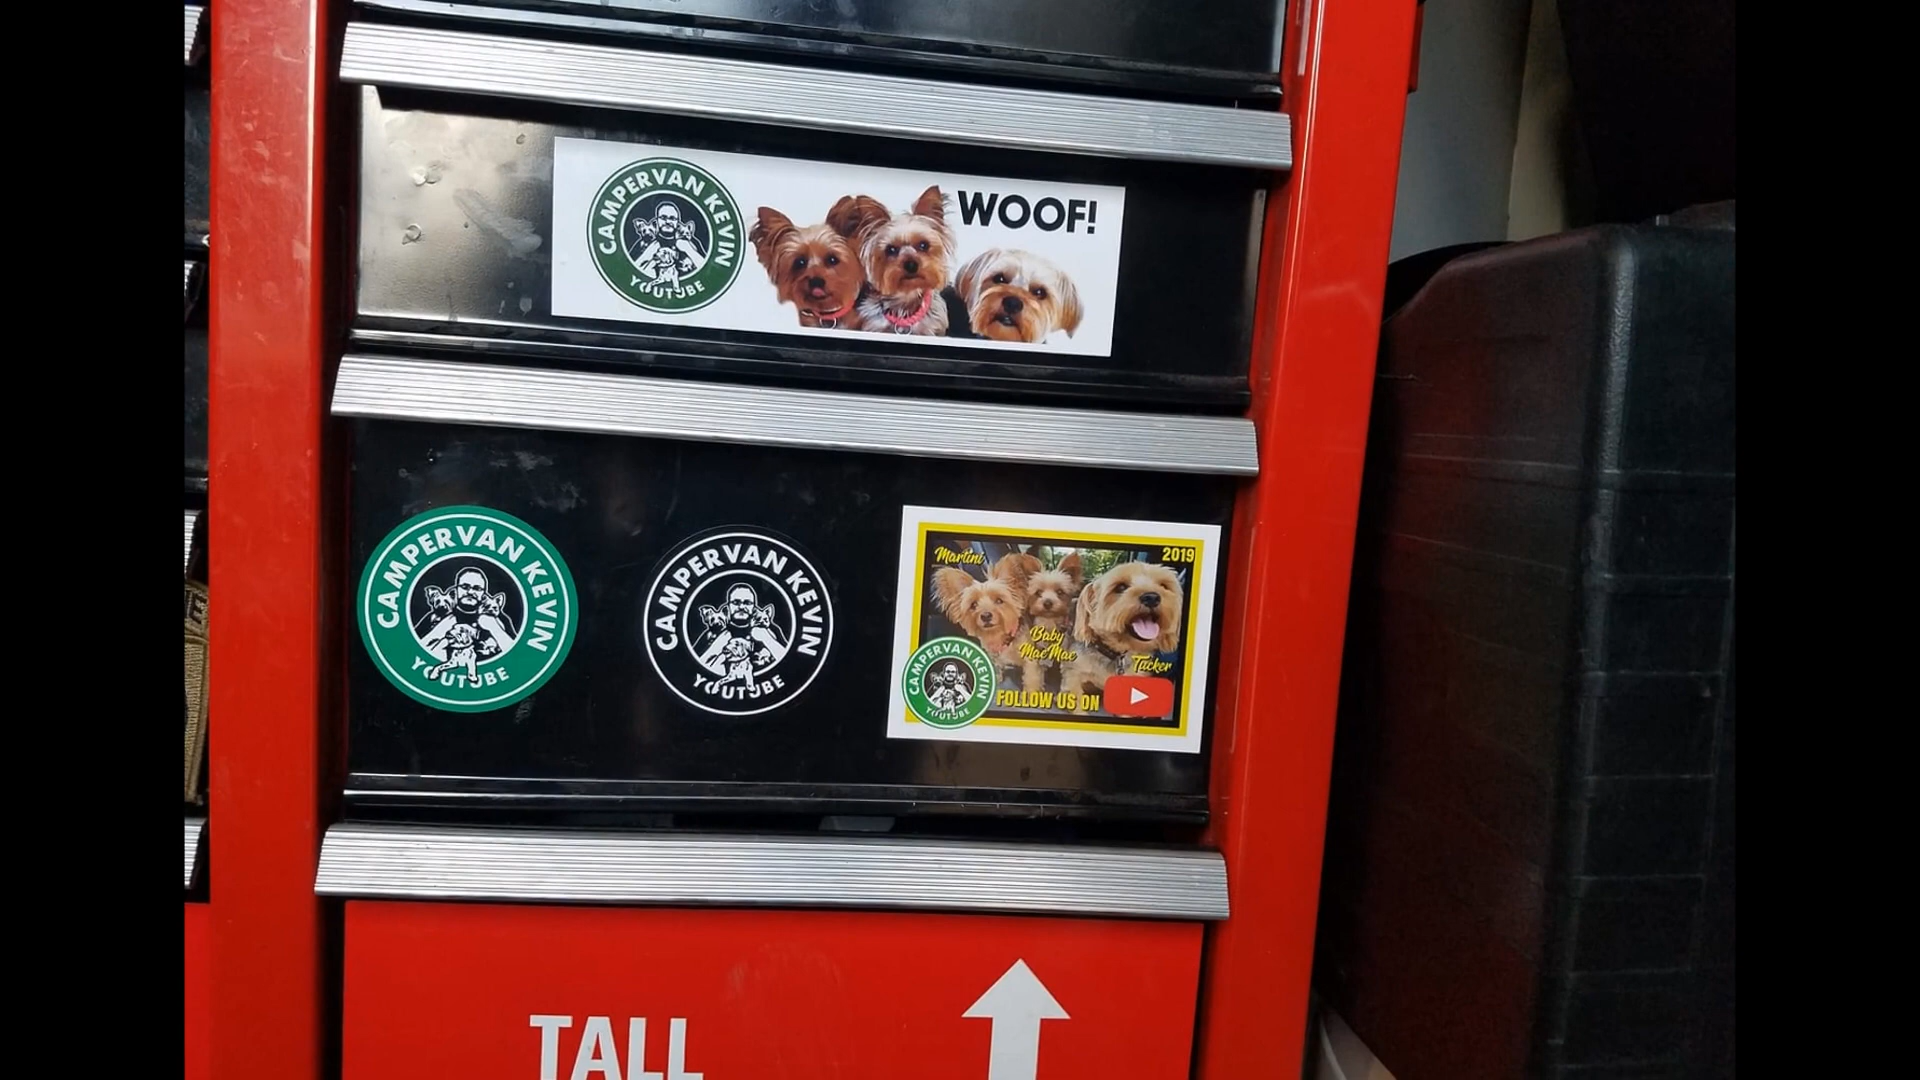 CAMPERVAN KEVIN
YOUTUBE
WOOF!
CAMPERVAN KEVIN
YOUTUBE
CAMPERVAN KEVIN
YOUTUBE
Martini
2019
Baby
MacMac
Tucker
CAMPERVAN KEVIN
YOUTUBE
FOLLOW US ON
TALL